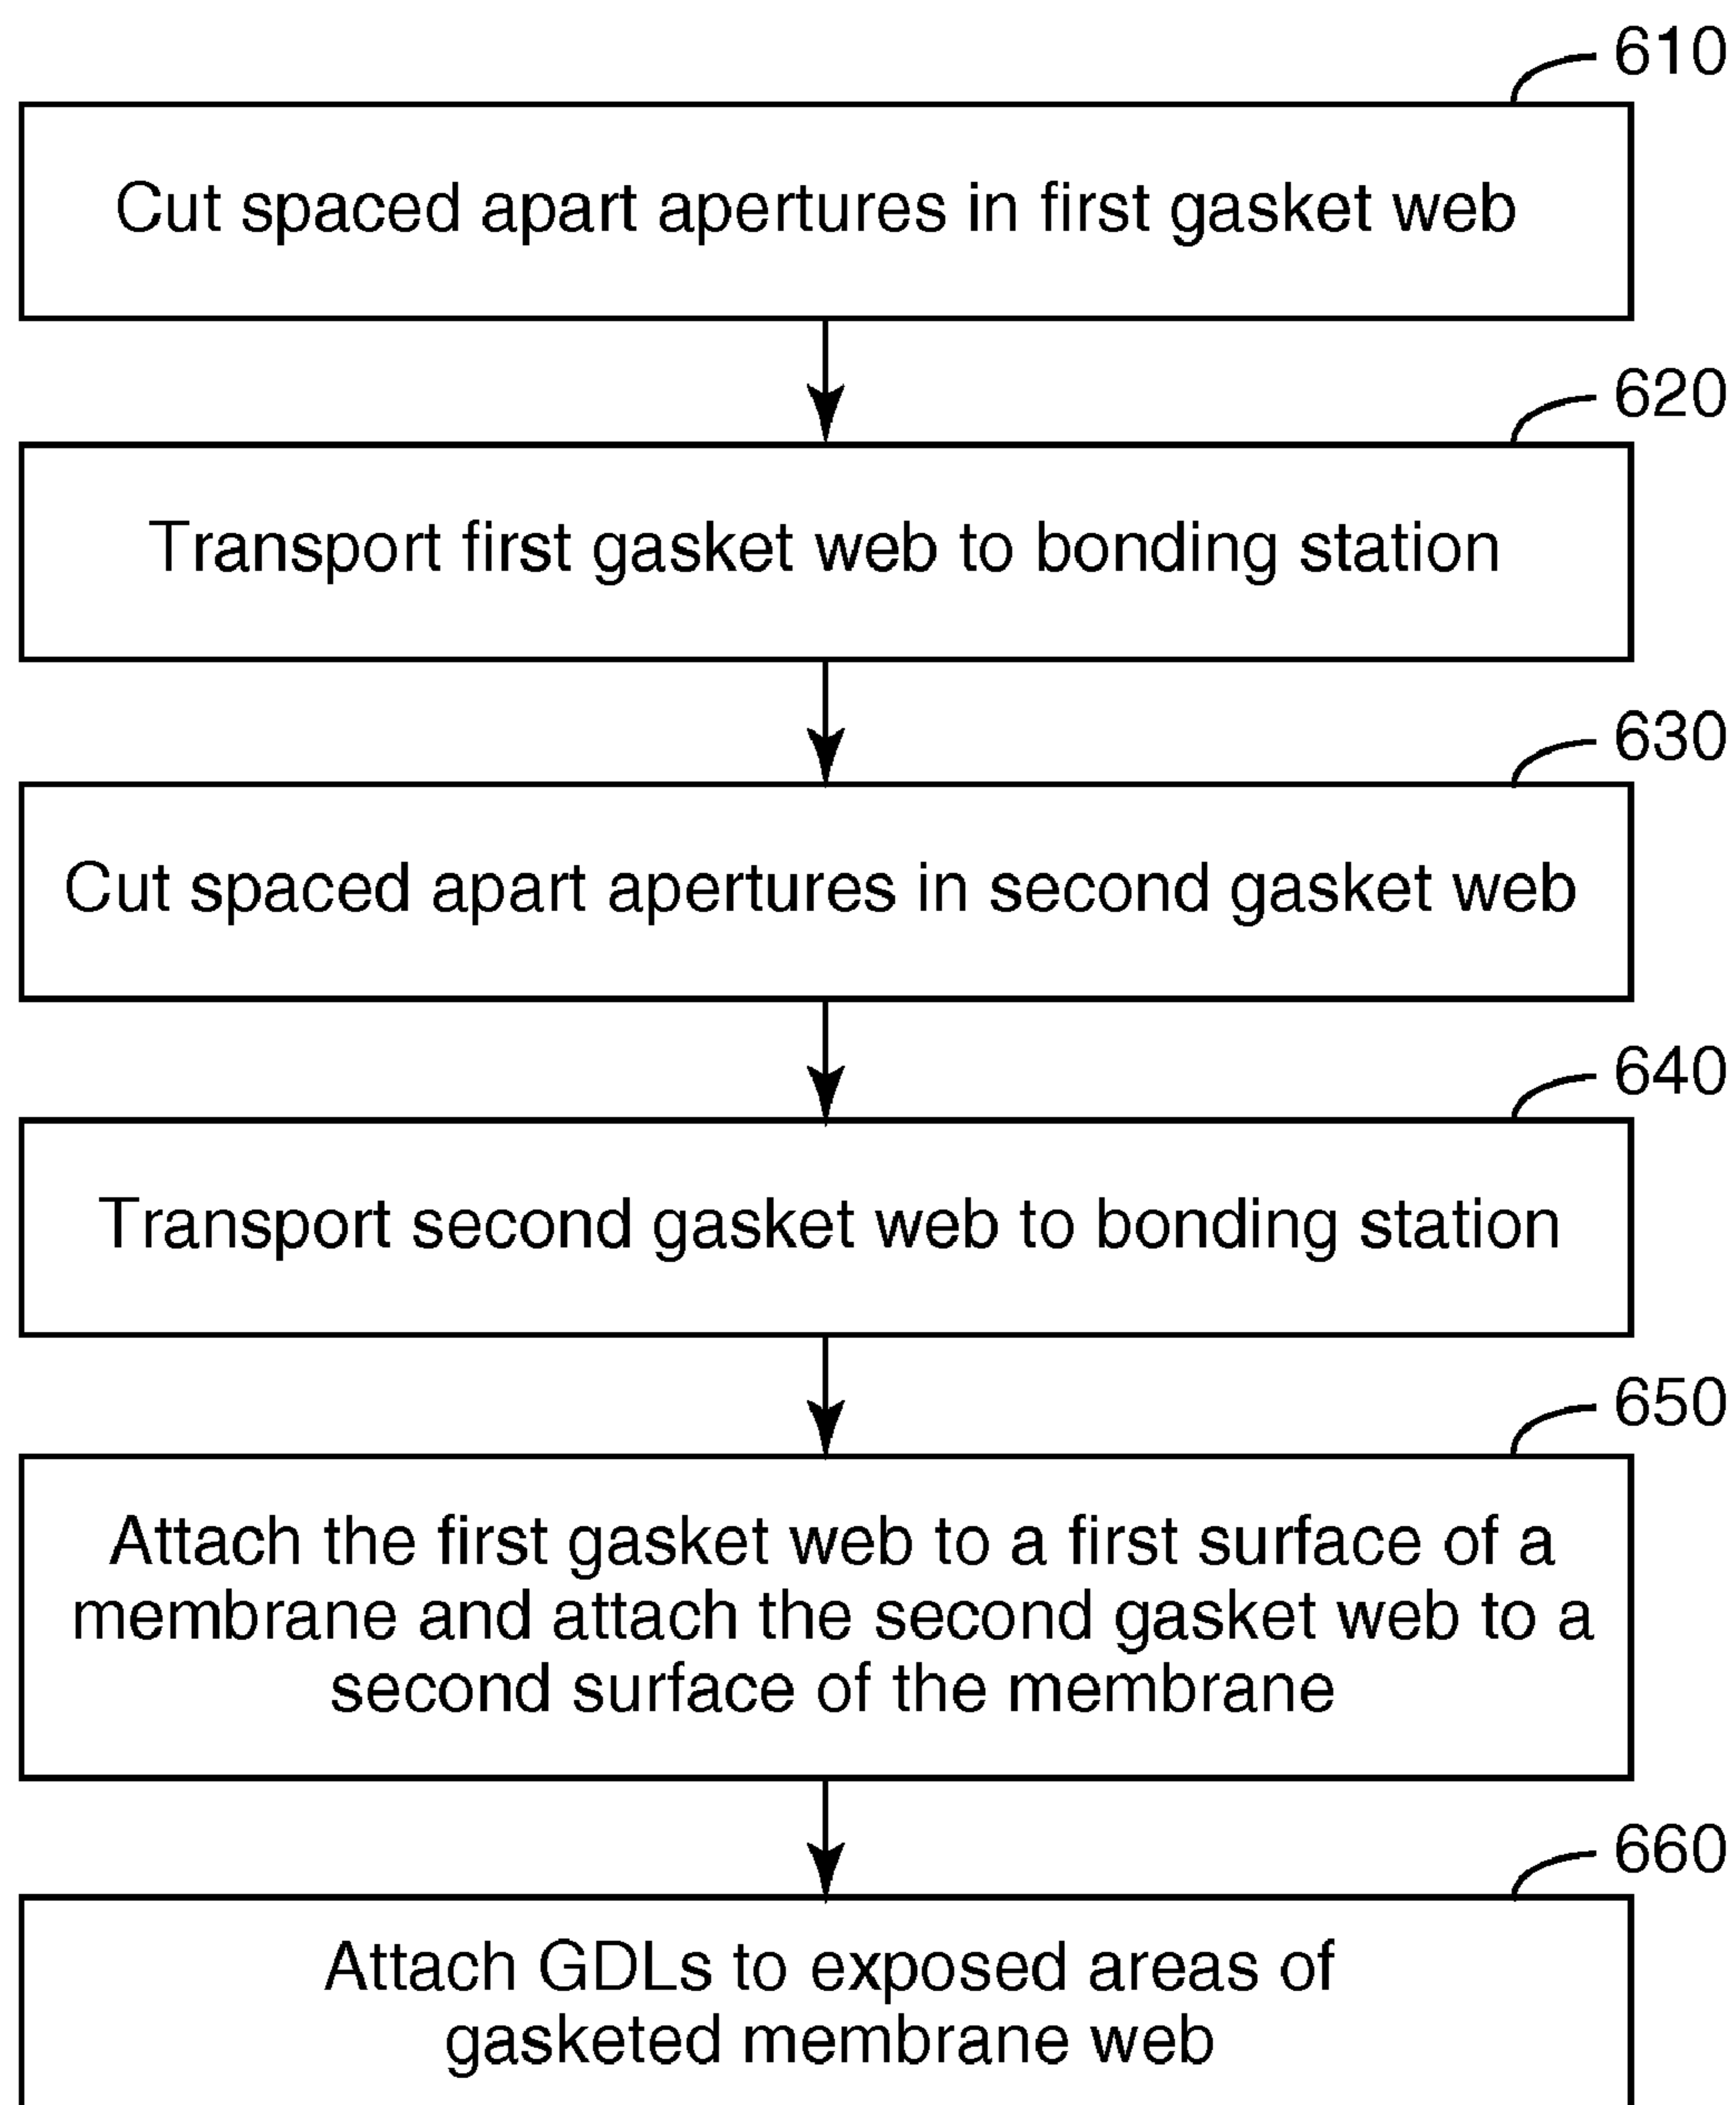 610
Cut spaced apart apertures in first gasket web
620
Transport first gasket web to bonding station
630
Cut spaced apart apertures in second gasket web
640
Transport second gasket web to bonding station
650
Attach the first gasket web to a first surface of a
membrane and attach the second gasket web to a
second surface of the membrane
660
Attach GDLs to exposed areas of
gasketed membrane web